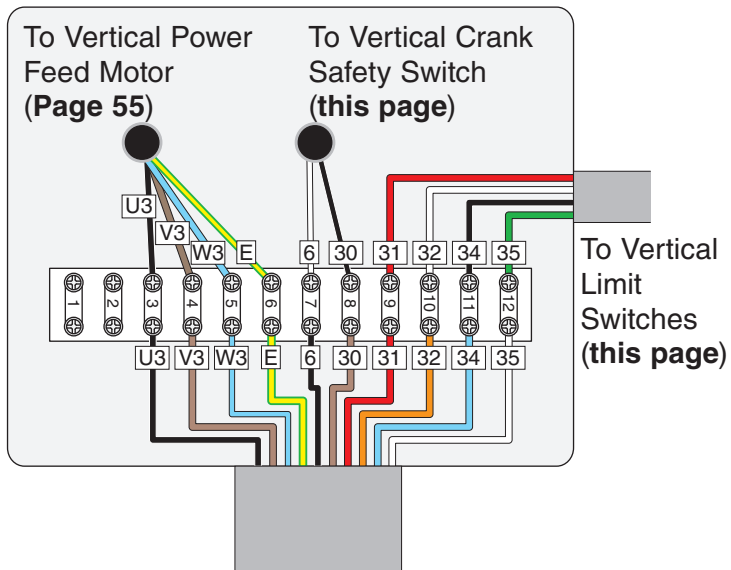 To Vertical Power
Feed Motor
(Page 55)
To Vertical Crank
Safety Switch
(this page)
U3
V3
W3
E
6
30
31
32
34
35
To Vertical
Limit
Switches
(this page)
1
2
3
4
5
6
7
8
9
10
11
12
U3
V3
W3
E
6
30
31
32
34
35